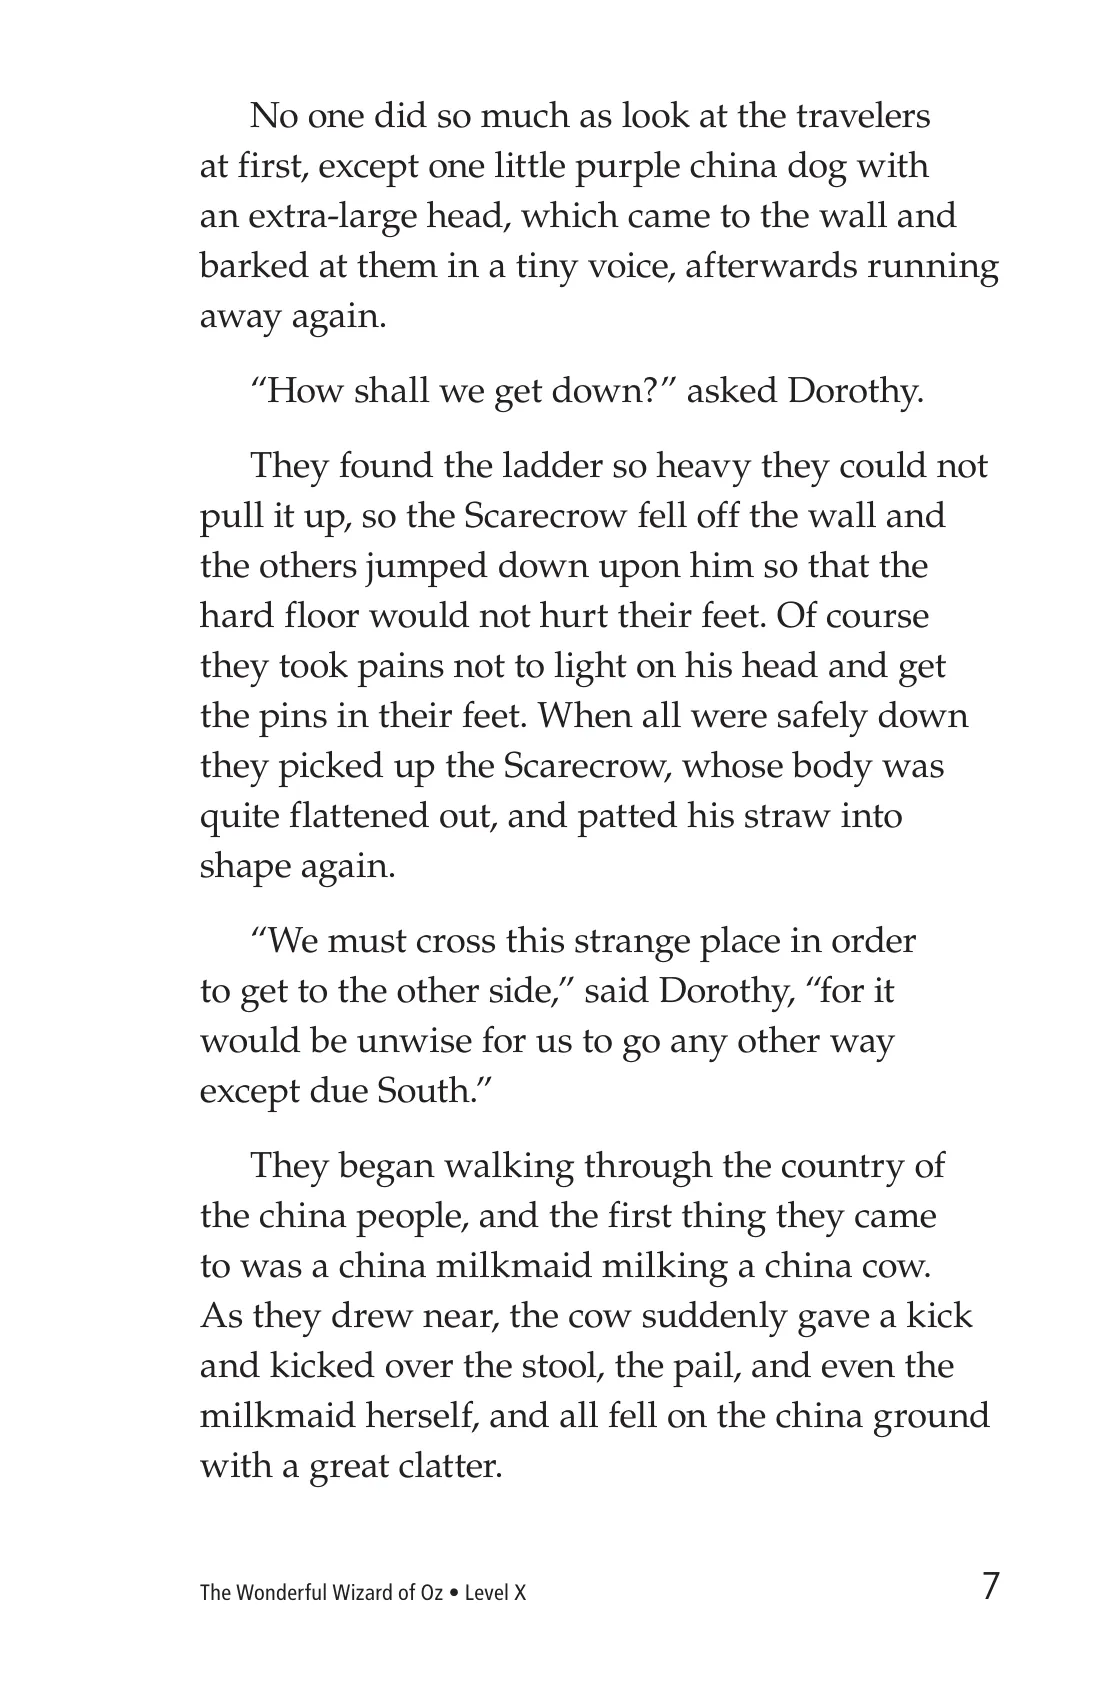 No one did so much as look at the travelers
at first, except one little purple china dog with
an extra-large head, which came to the wall and
barked at them in a tiny voice, afterwards running
away again.
“How shall we get down?” asked Dorothy.
They found the ladder so heavy they could not
pull it up, so the Scarecrow fell off the wall and
the others jumped down upon him so that the
hard floor would not hurt their feet. Of course
they took pains not to light on his head and get
the pins in their feet. When all were safely down
they picked up the Scarecrow, whose body was
quite flattened out, and patted his straw into
shape again.
“We must cross this strange place in order
to get to the other side,” said Dorothy, “for it
would be unwise for us to go any other way
except due South.”
They began walking through the country of
the china people, and the first thing they came
to was a china milkmaid milking a china cow.
As they drew near, the cow suddenly gave a kick
and kicked over the stool, the pail, and even the
milkmaid herself, and all fell on the china ground
with a great clatter.
The Wonderful Wizard of Oz • Level X
7